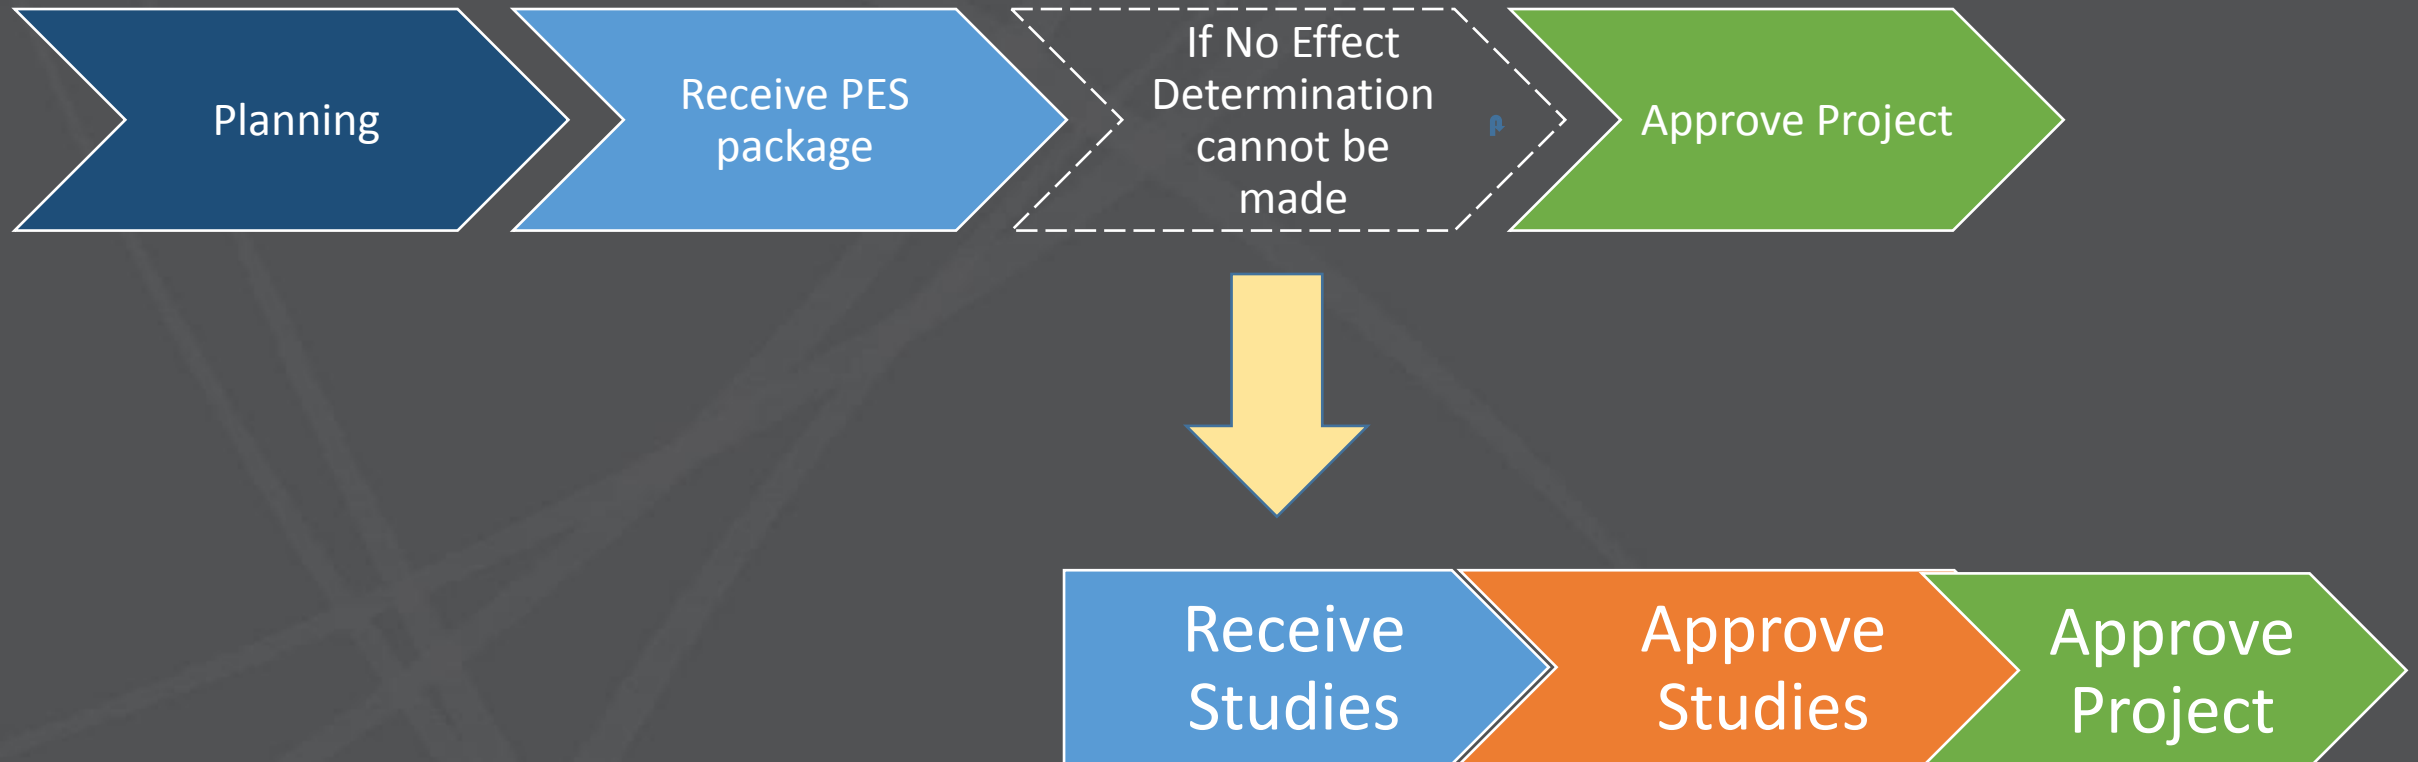 Planning
Receive PES
package
If No Effect
Determination
cannot be
made
Approve Project
Receive
Studies
Approve
Studies
Approve
Project